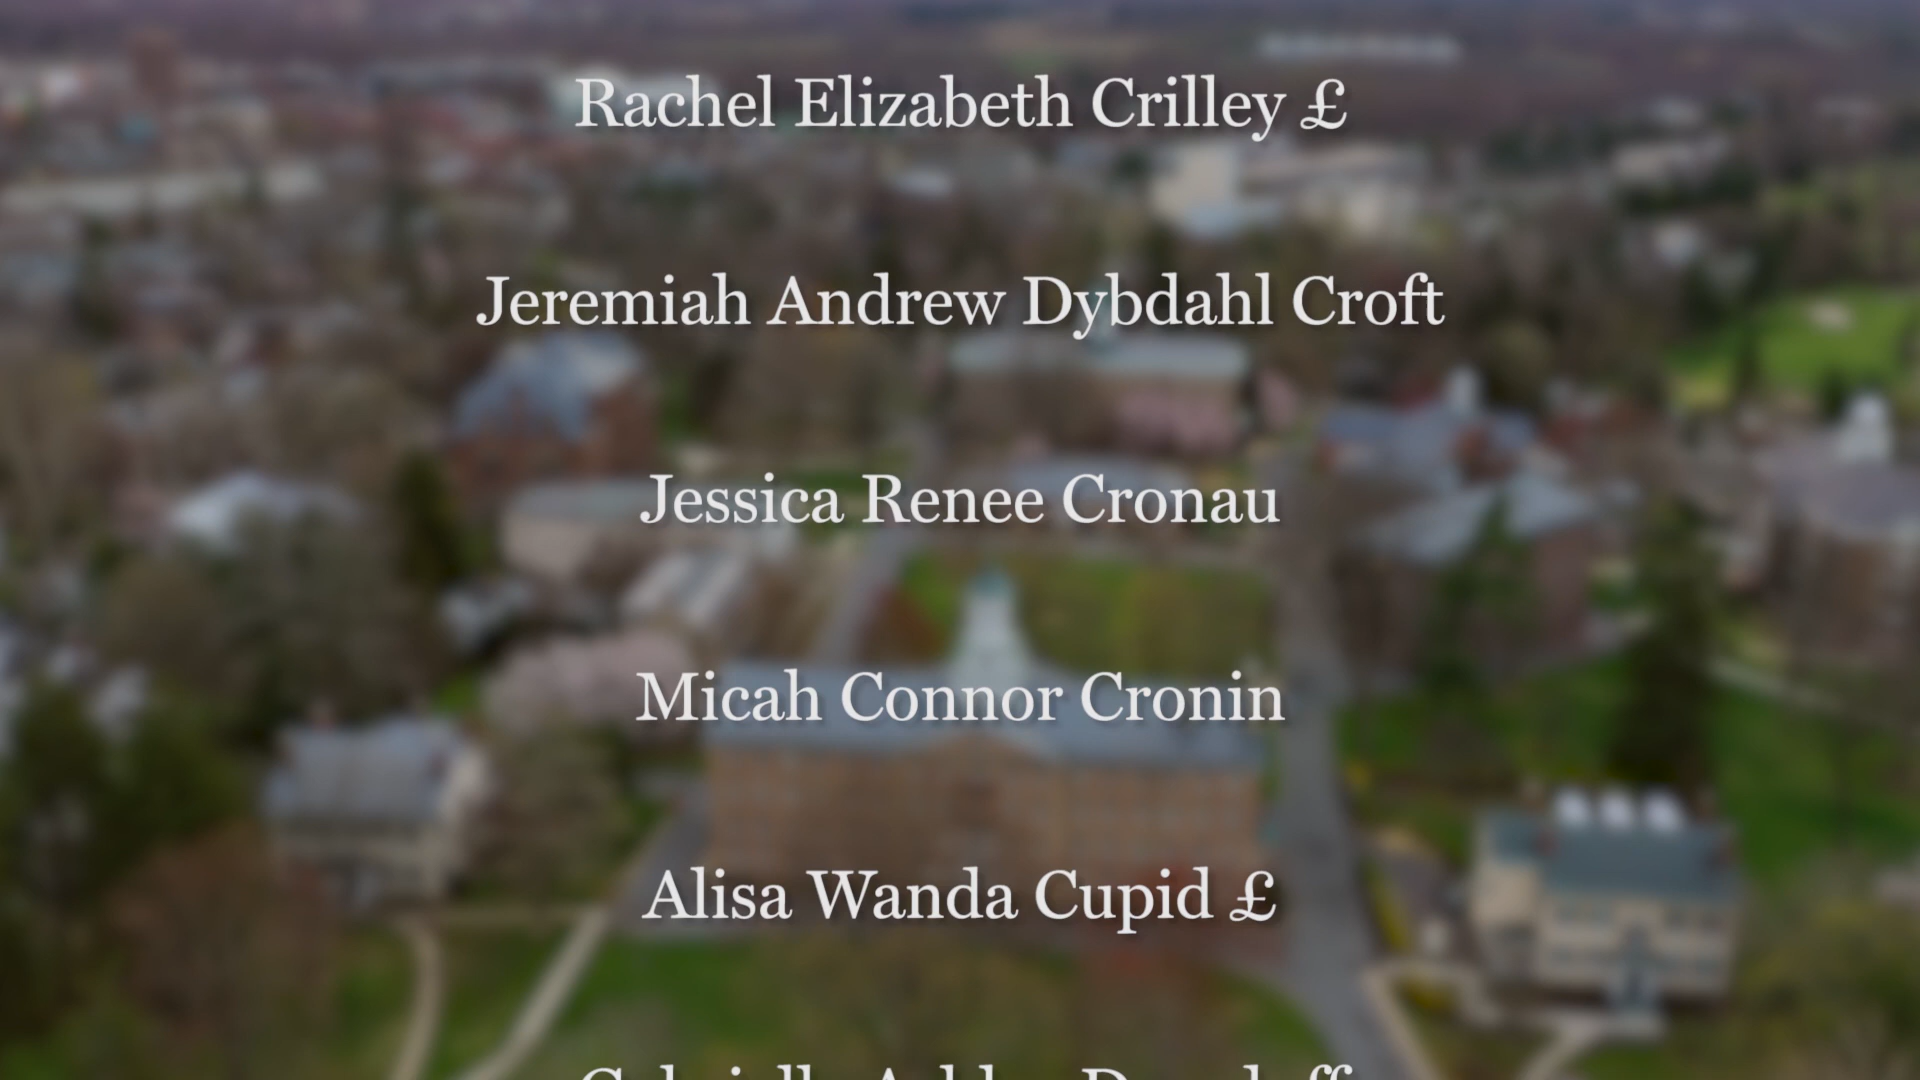 Rachel Elizabeth Crilley £
Jeremiah Andrew Dybdahl Croft
Jessica Renee Cronau
Micah Connor Cronin
Alisa Wanda Cupid £